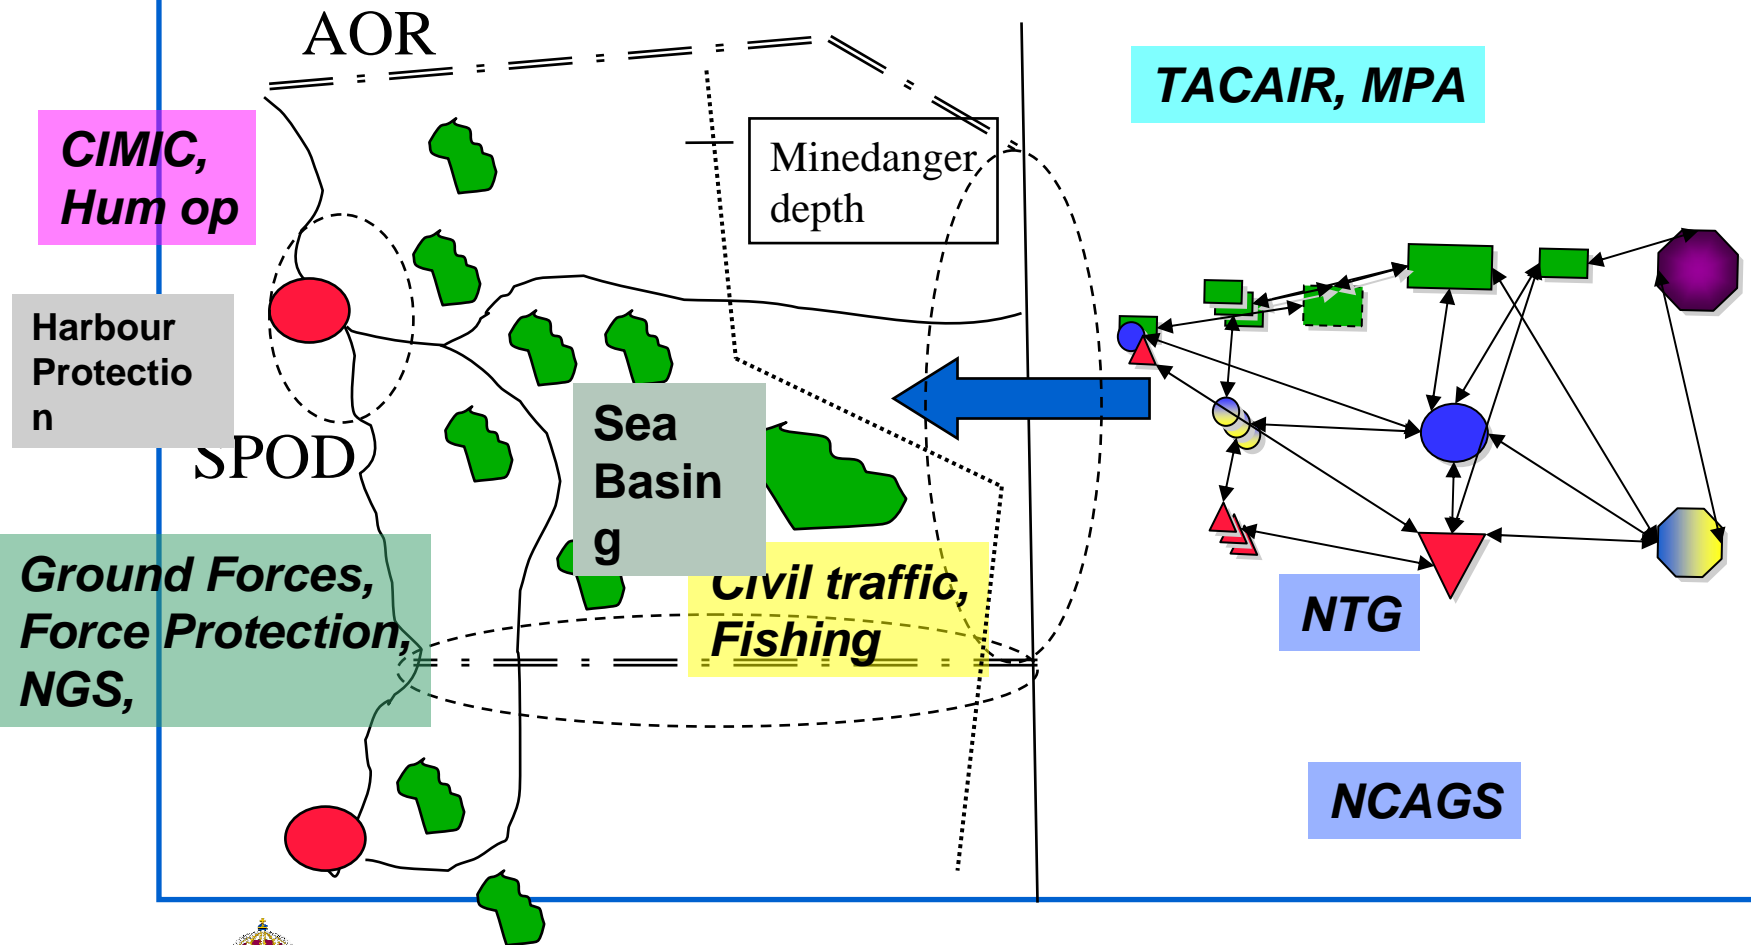 AOR
TACAIR, MPA
CIMIC,
Hum op
Minedanger
depth
Harbour
Protectio
n
SPOD
Sea
Basin
g
Ground Forces,
Force Protection,
NGS,
Civil traffic,
Fishing
NTG
NCAGS